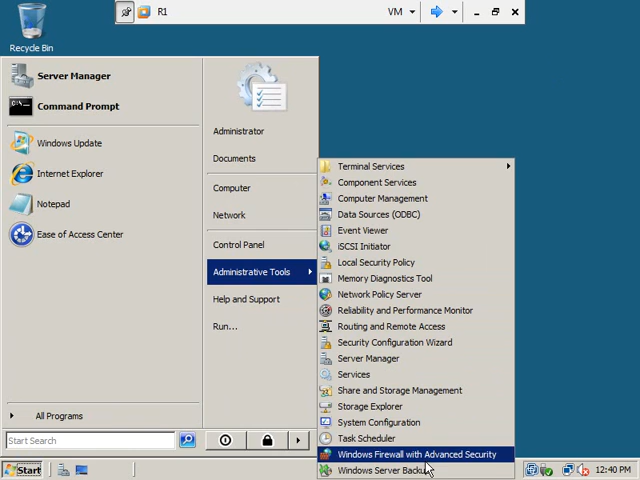 R1
VM
Recycle Bin
Server Manager
Command Prompt
Windows Update
Internet Explorer
Notepad
Ease of Access Center
All Programs
Start Search
Administrator
Documents
Computer
Network
Control Panel
Administrative Tools
Help and Support
Run...
Terminal Services
Component Services
Computer Management
Data Sources (ODBC)
Event Viewer
iSCSI Initiator
Local Security Policy
Memory Diagnostics Tool
Network Policy Server
Reliability and Performance Monitor
Routing and Remote Access
Security Configuration Wizard
Server Manager
Services
Share and Storage Management
Storage Explorer
System Configuration
Task Scheduler
Windows Firewall with Advanced Security
Windows Server Backup
Start
12:40 PM